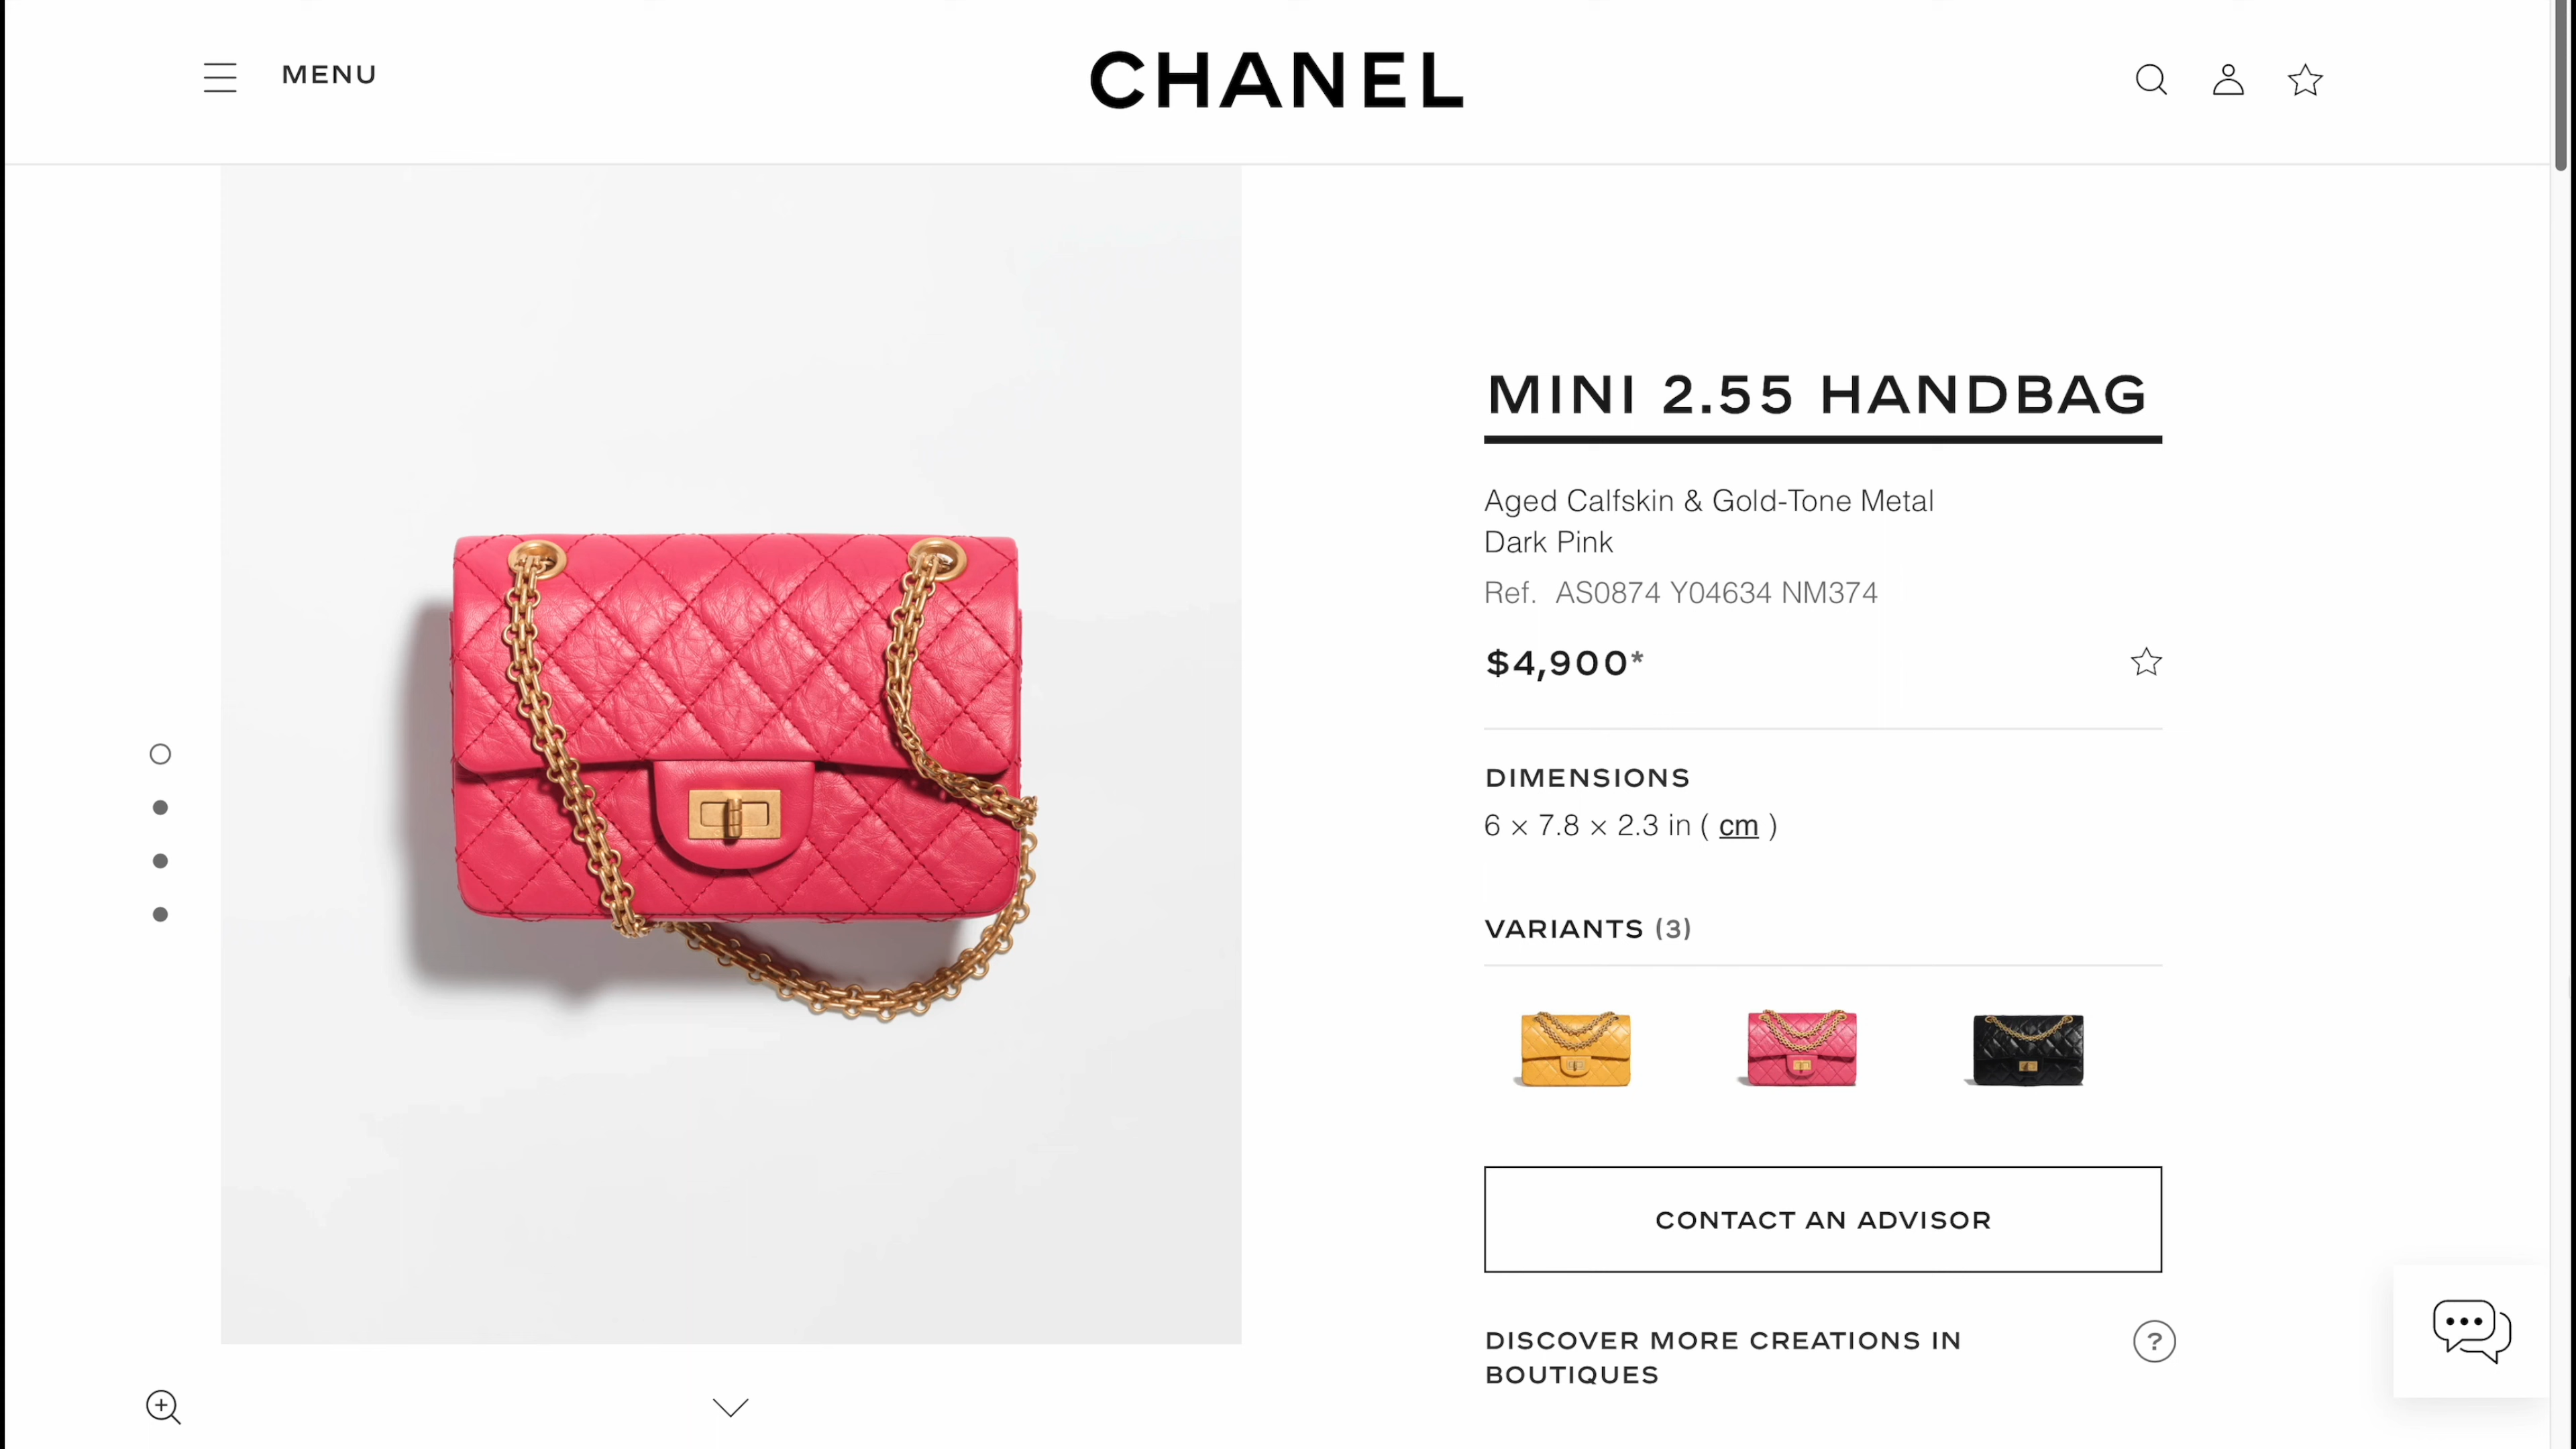 MENU
CHANEL
MINI 2.55 HANDBAG
Aged Calfskin & Gold-Tone Metal
Dark Pink
Ref. AS0874 Y04634 NM374
$4,900*
DIMENSIONS
6 × 7.8 × 2.3 in ( cm )
VARIANTS (3)
CONTACT AN ADVISOR
DISCOVER MORE CREATIONS IN
BOUTIQUES
?